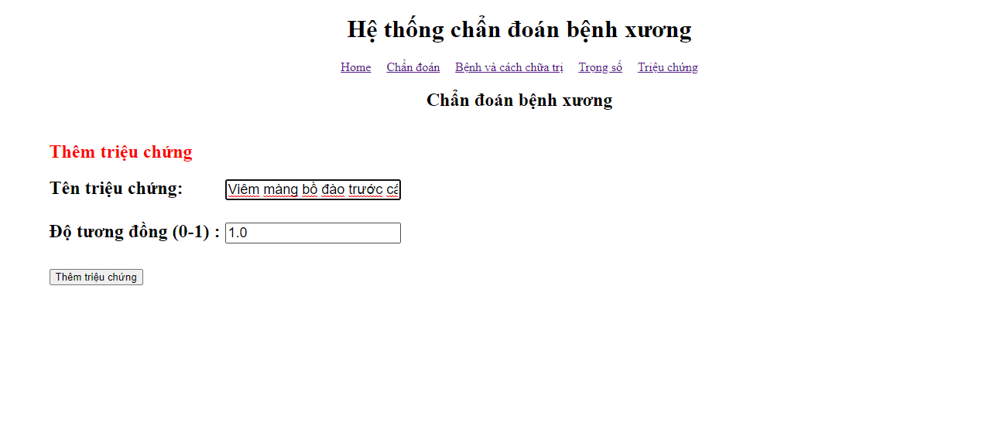 Hệ thống chẩn đoán bệnh xương
Home Chẩn đoán Bệnh và cách chữa trị Trọng số Triệu chứng
Chẩn đoán bệnh xương
Thêm triệu chứng
Tên triệu chứng: Viêm màng bồ đào trước
Độ tương đồng (0-1) : 1.0
Thêm triệu chứng